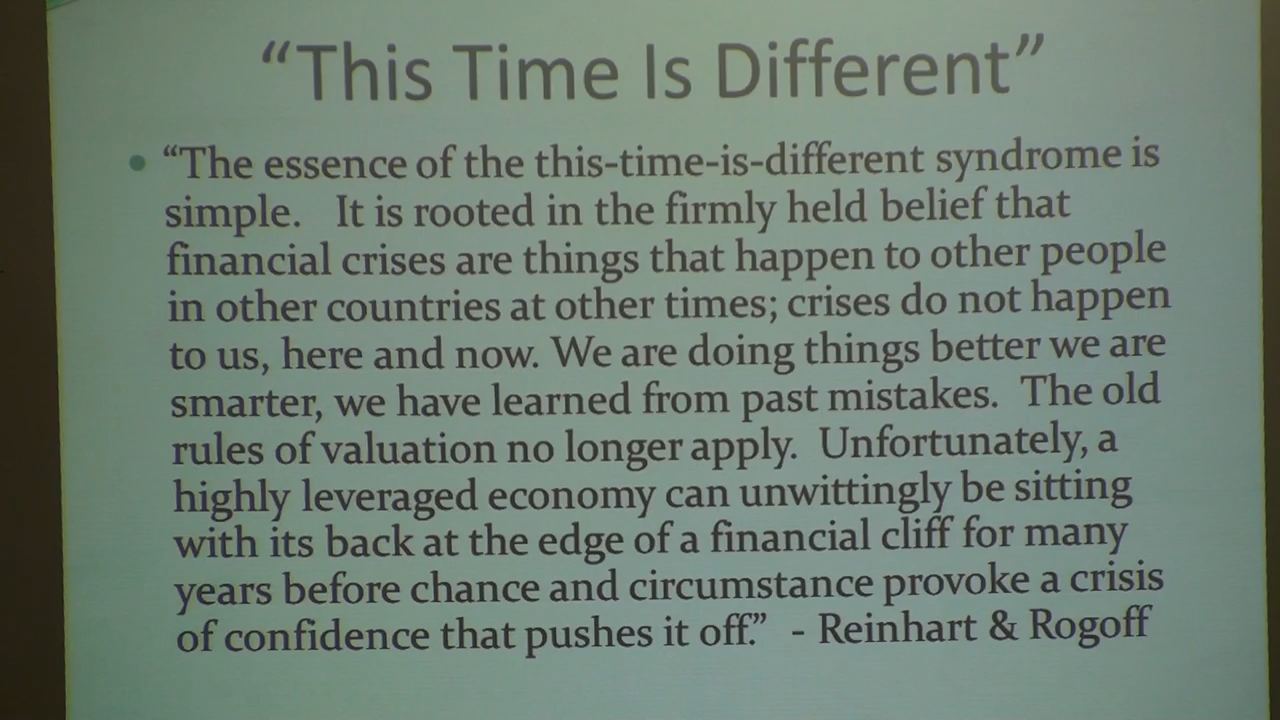 “This Time Is Different”
• “The essence of the this-time-is-different syndrome is
simple.   It is rooted in the firmly held belief that
financial crises are things that happen to other people
in other countries at other times; crises do not happen
to us, here and now. We are doing things better we are
smarter, we have learned from past mistakes.  The old
rules of valuation no longer apply.  Unfortunately, a
highly leveraged economy can unwittingly be sitting
with its back at the edge of a financial cliff for many
years before chance and circumstance provoke a crisis
of confidence that pushes it off.”  - Reinhart & Rogoff